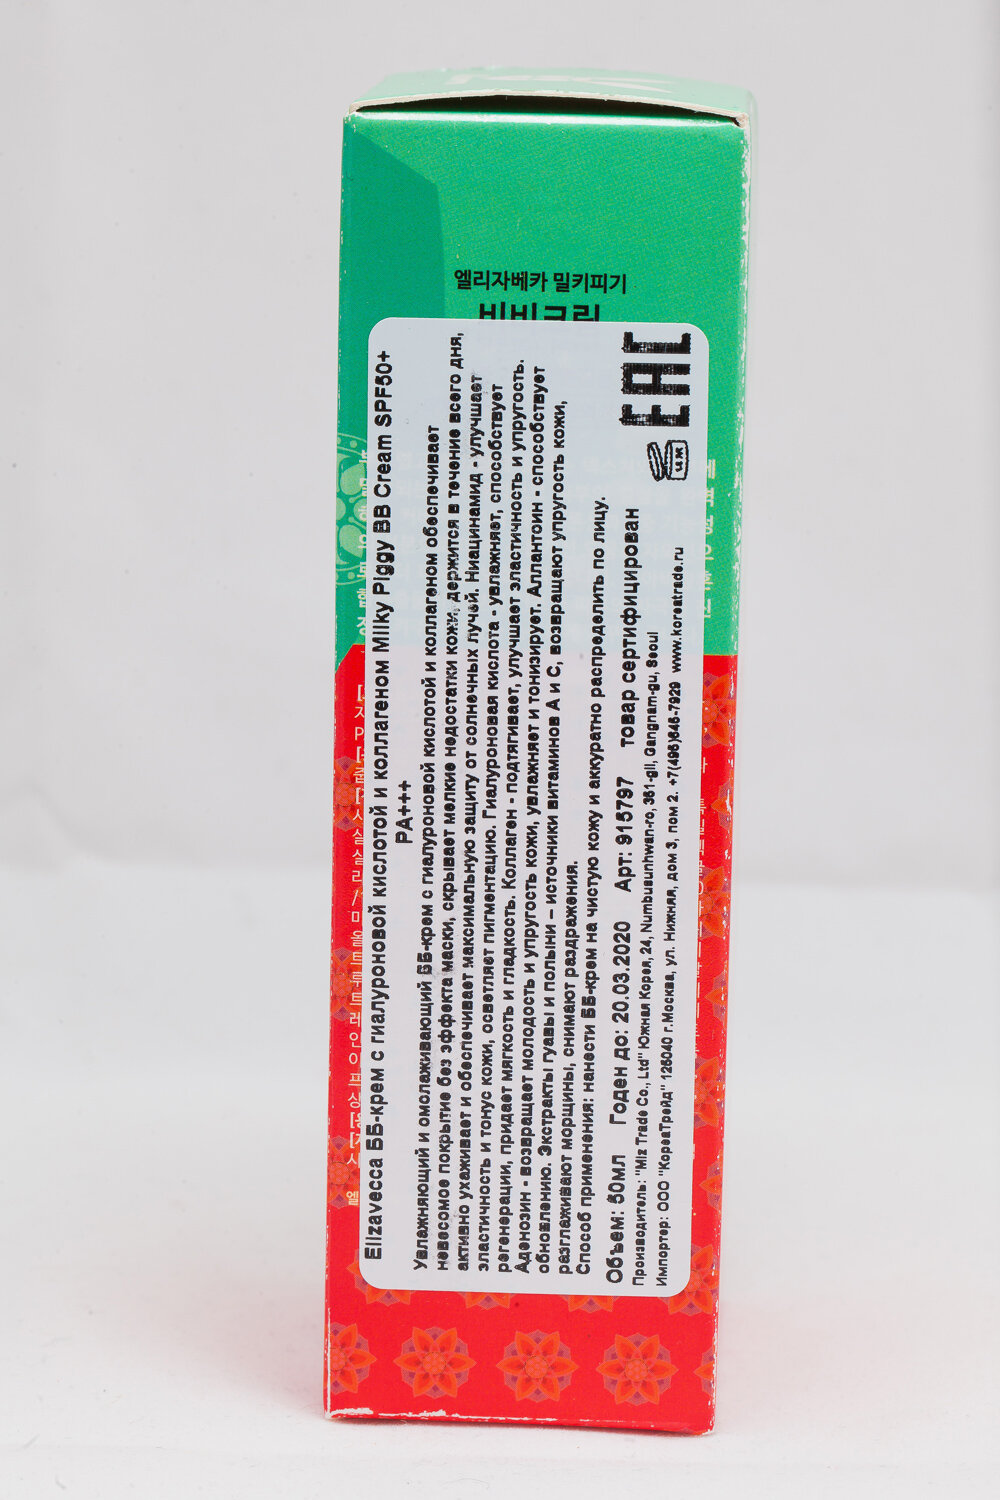 엘리자베카 밀키피기
비비크림
Elizavecca ББ-крем с гиалуроновой кислотой и коллагеном Milky Piggy BB Cream SPF50+
PA+++
Увлажняющий и омолаживающий ББ-крем с гиалуроновой кислотой и коллагеном обеспечивает
невесомое покрытие без эффекта маски, скрывает мелкие недостатки кожи, держится в течение всего дня,
активно ухаживает и обеспечивает максимальную защиту от солнечных лучей. Ниацинамид - улучшает
эластичность и тонус кожи, осветляет пигментацию. Гиалуроновая кислота - увлажняет, способствует
регенерации, придает мягкость и гладкость. Коллаген - подтягивает, улучшает эластичность и упругость.
Аденозин - возвращает молодость и упругость кожи, увлажняет и тонизирует. Аллантоин - способствует
обновлению. Экстракты гуавы и полыни – источники витаминов А и С, возвращают упругость кожи,
разглаживают морщины, снимают раздражения.
Способ применения: нанести ББ-крем на чистую кожу и аккуратно распределить по лицу.
Объем: 50мл Годен до: 20.03.2020 Арт: 915797 товар сертифицирован
Производитель: "Miz Trade Co., Ltd" Южная Корея, 24, Numbusunhwan-ro, 351-gil, Gangnam-gu, Seoul
Импортер: ООО "КореаТрейд" 125040 г.Москва, ул. Нижняя, дом 3, пом 2. +7(495)646-7929 www.koreatrade.ru
EAC